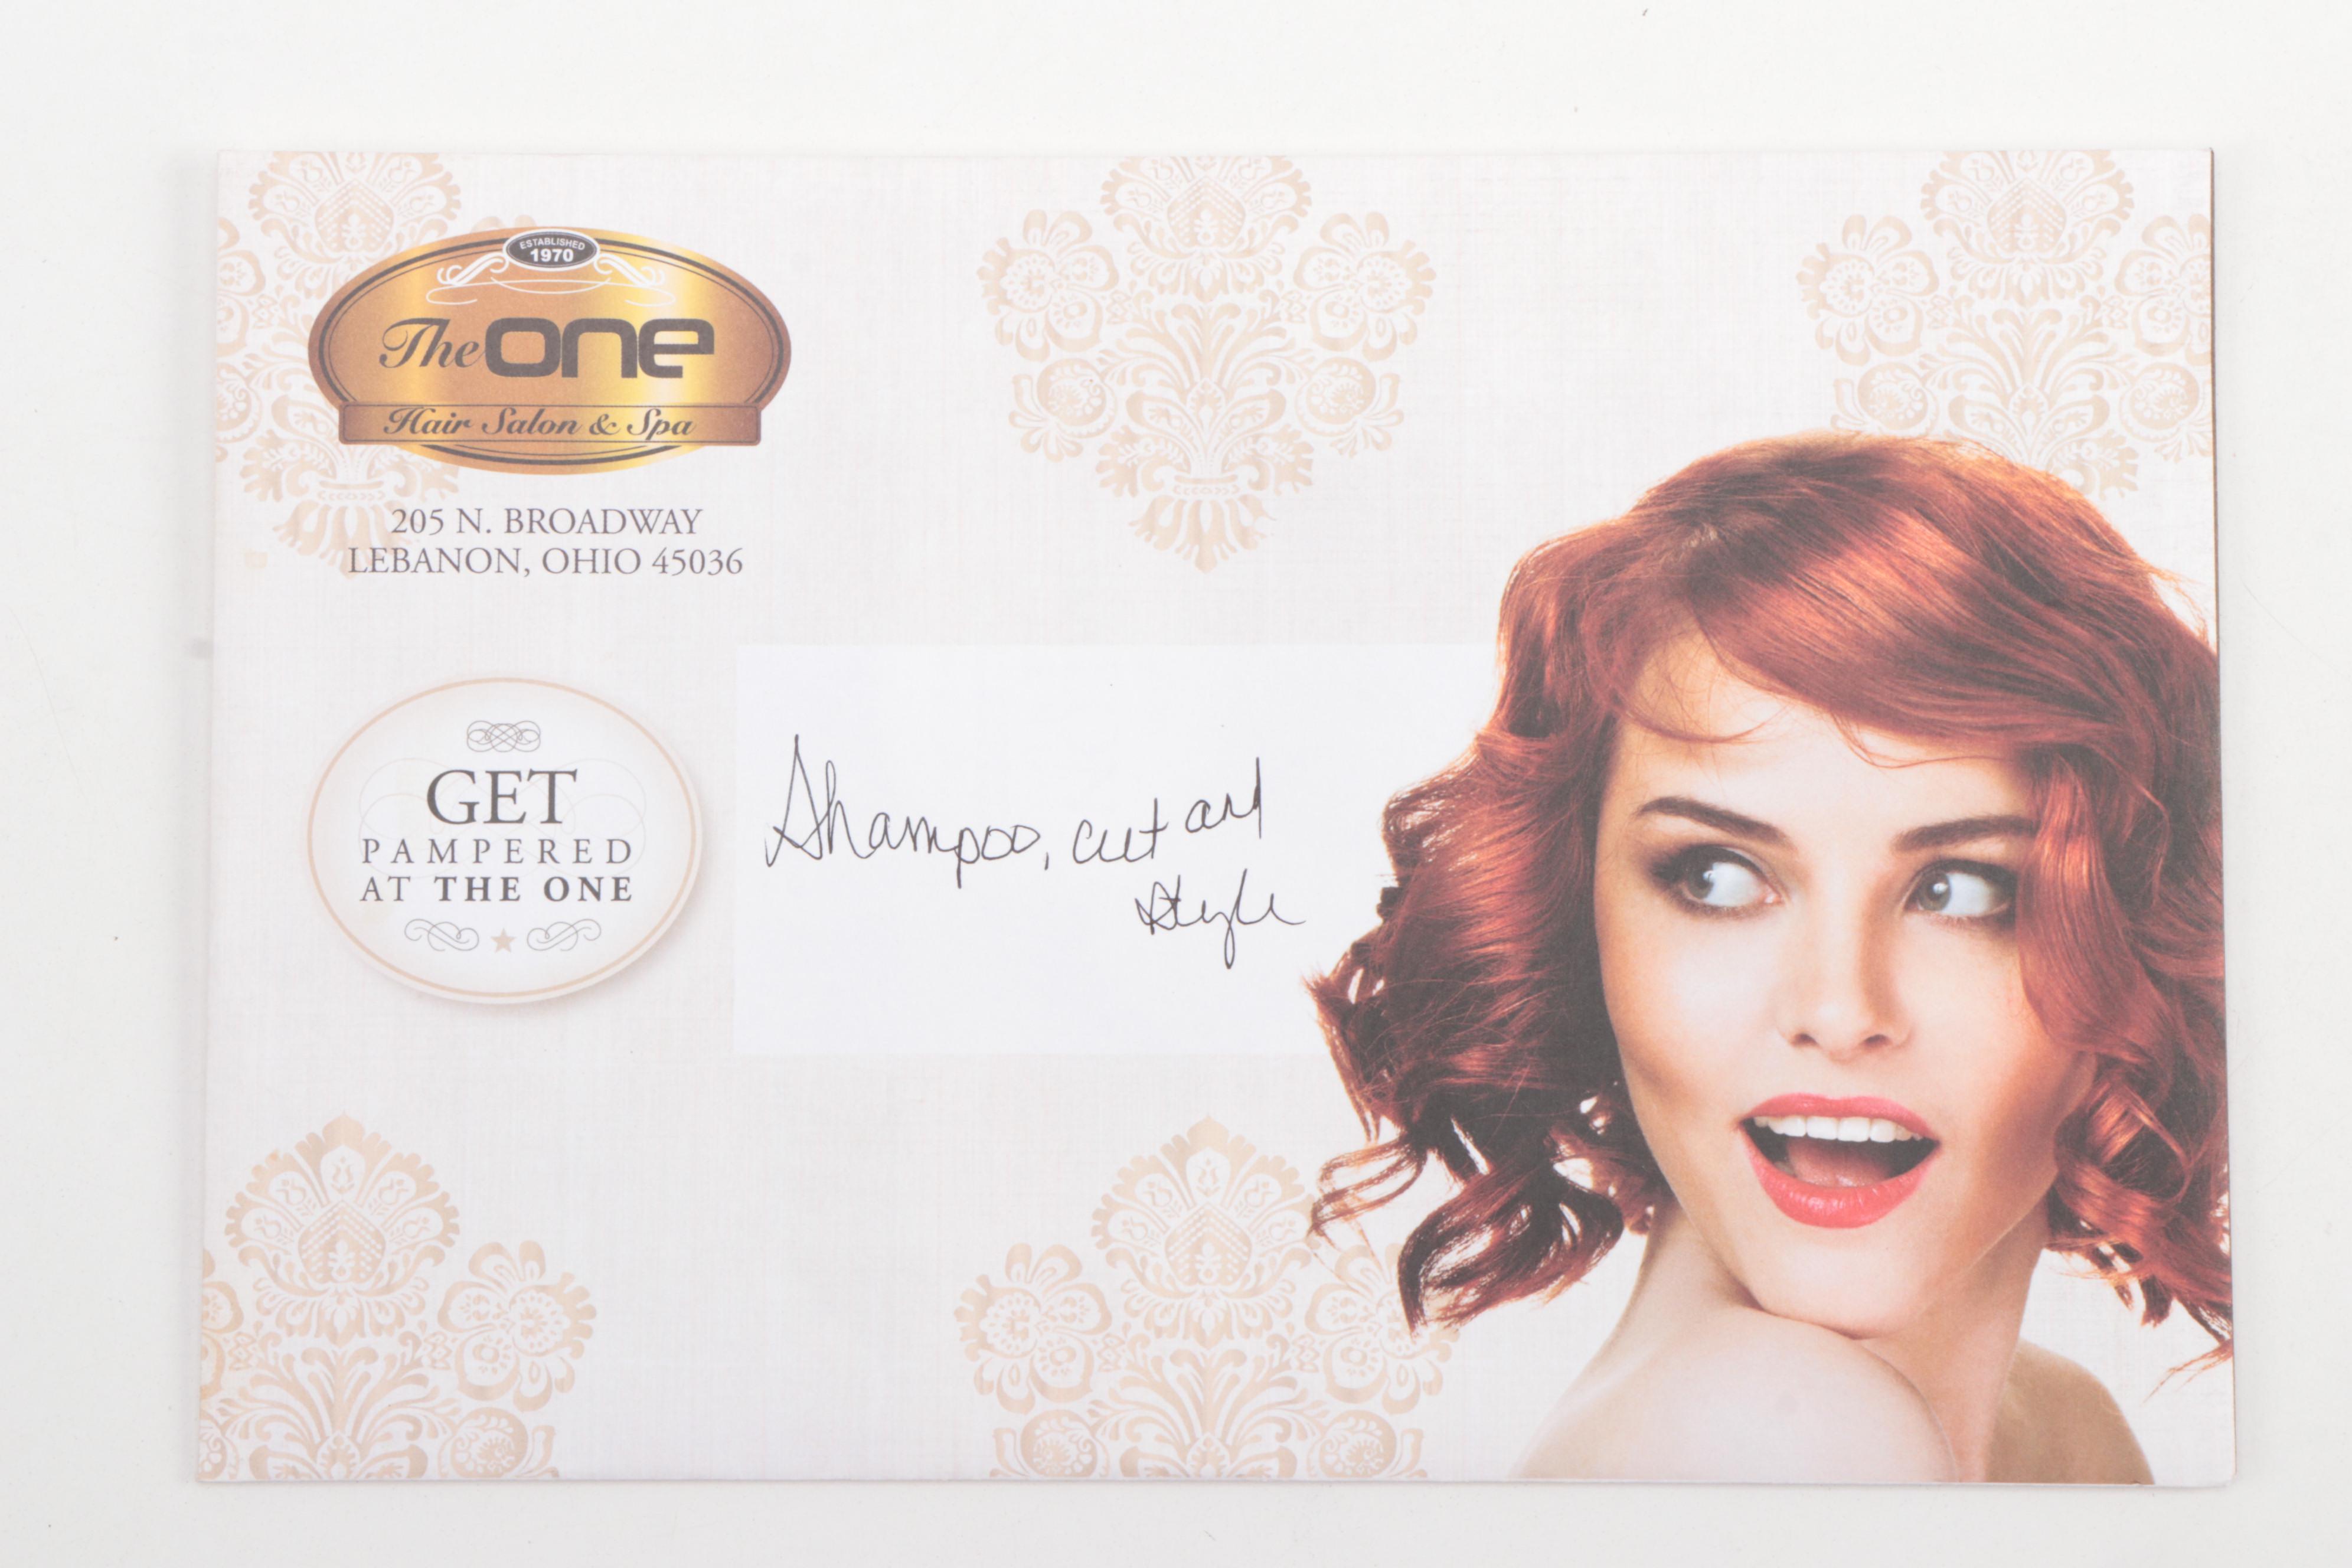 ESTABLISHED
1970
The one
Hair Salon & Spa
205 N. BROADWAY
LEBANON, OHIO 45036
GET
PAMPERED
AT THE ONE
Shampoo, cut and
style